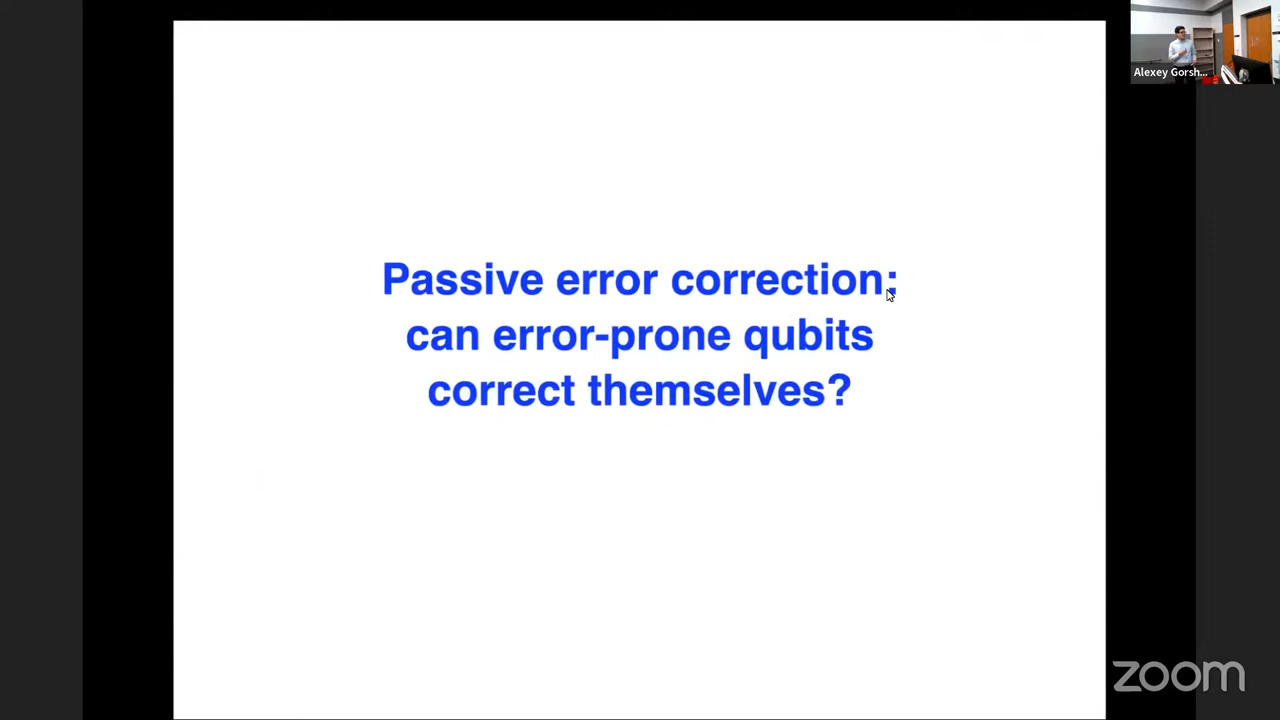 Alexey Gorsh...
Passive error correction:
can error-prone qubits
correct themselves?
zoom